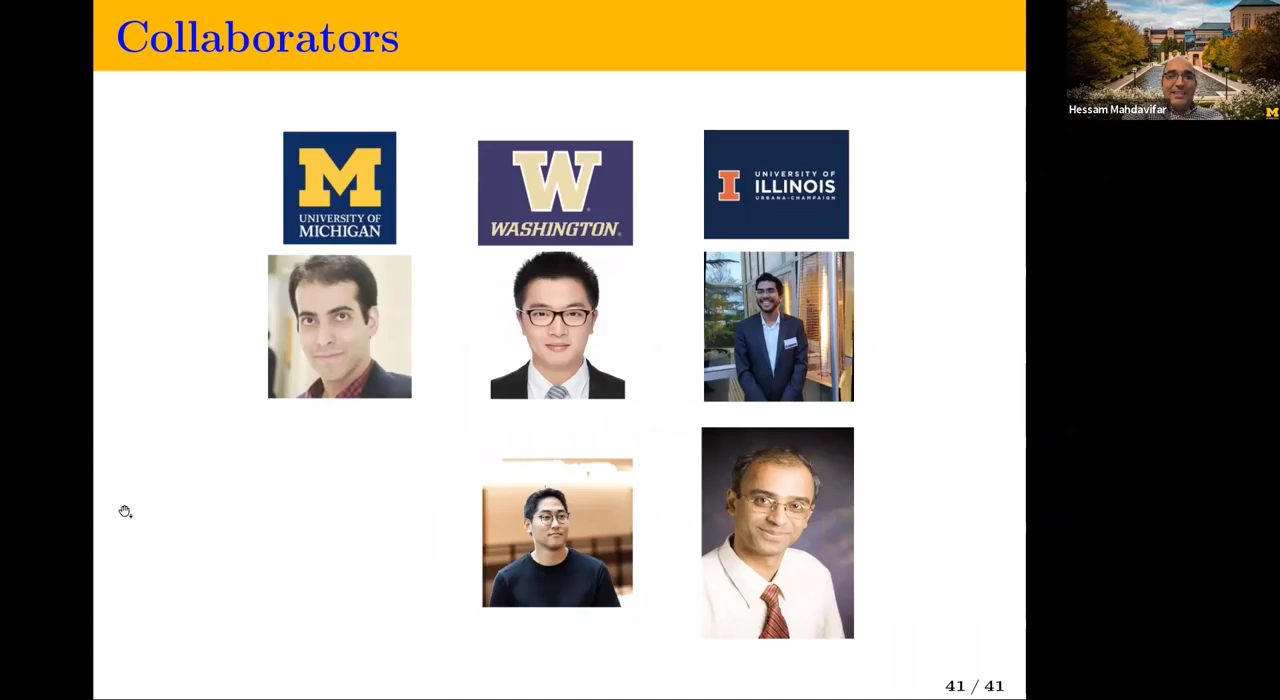 Collaborators
Hessam Mahdavifar
M
M
UNIVERSITY OF
MICHIGAN
W
WASHINGTON
I
UNIVERSITY OF
ILLINOIS
URBANA-CHAMPAIGN
41 / 41